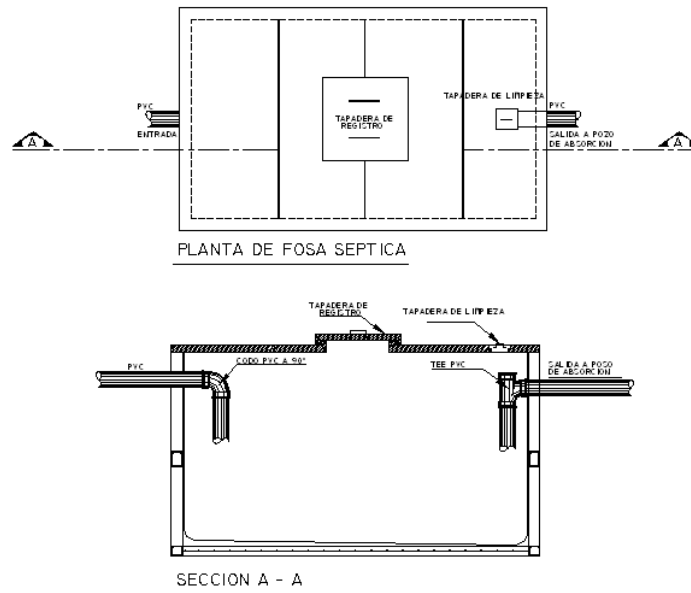 TAPADERA DE LIMPIEZA
PVC
PVC
TAPADERA DE
REGISTRO
ENTRADA
SALIDA A POZO
DE ABSORCION
A
A
PLANTA DE FOSA SEPTICA
TAPADERA DE
REGISTRO
TAPADERA DE LIMPIEZA
PVC
CODO PVC A 90°
TEE PVC
SALIDA A POSO
DE ABSORCION
SECCION A - A